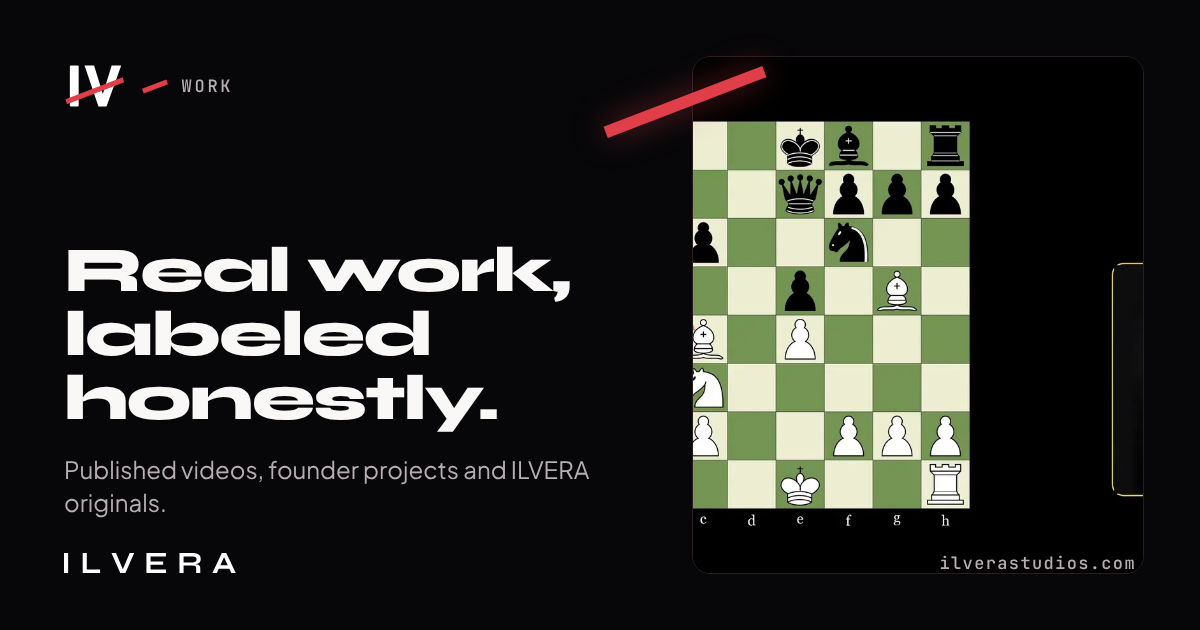 IV
WORK
Real work,
labeled
honestly.
Published videos, founder projects and ILVERA
originals.
ILVERA
c d e f g h
ilverastudios.com